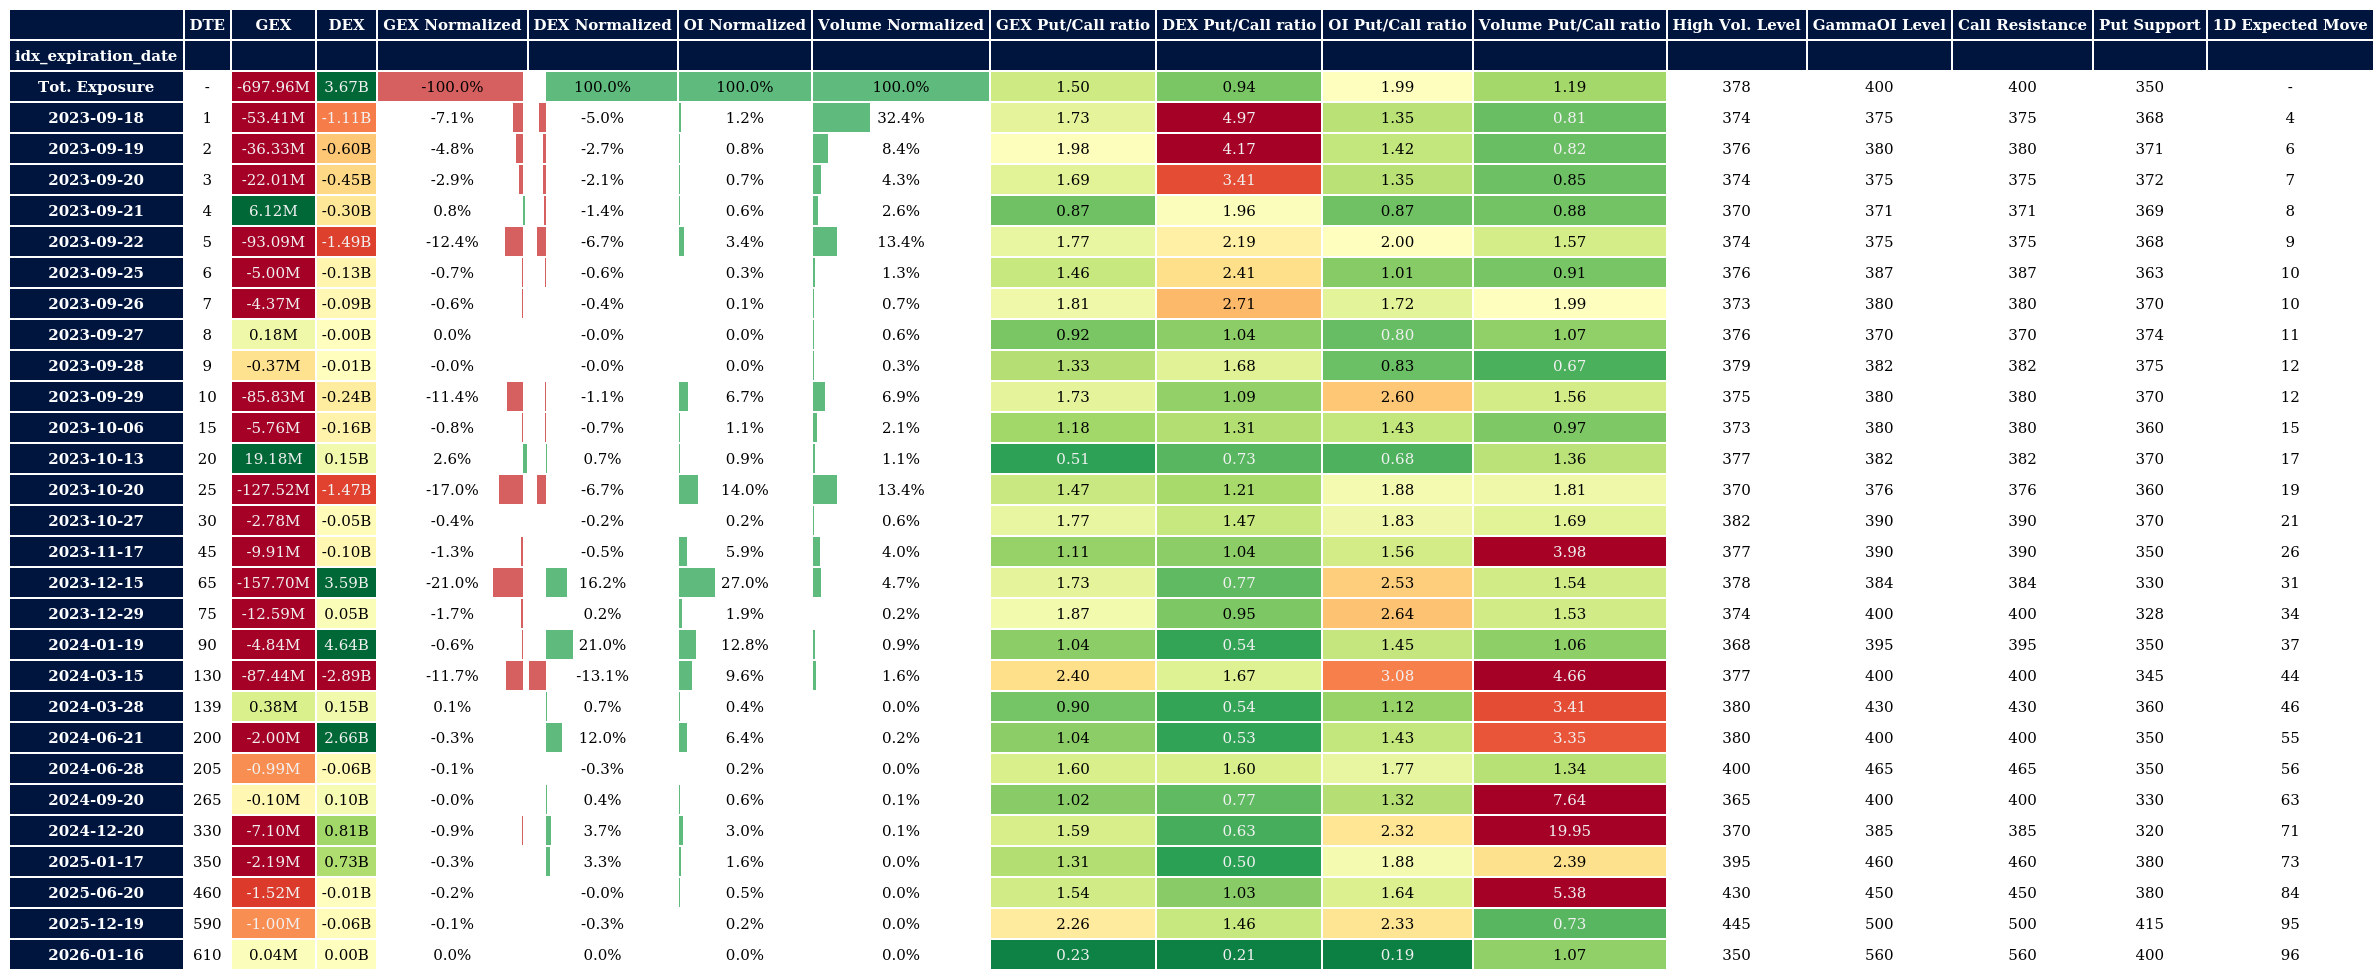 DTE GEX DEX GEX Normalized DEX Normalized OI Normalized Volume Normalized GEX Put/Call ratio DEX Put/Call ratio OI Put/Call ratio Volume Put/Call ratio High Vol. Level GammaOI Level Call Resistance Put Support 1D Expected Move
idx_expiration_date
Tot. Exposure - -697.96M 3.67B -100.0% 100.0% 100.0% 100.0% 1.50 0.94 1.99 1.19 378 400 400 350 -
2023-09-18 1 -53.41M -1.11B -7.1% -5.0% 1.2% 32.4% 1.73 4.97 1.35 0.81 374 375 375 368 4
2023-09-19 2 -36.33M -0.60B -4.8% -2.7% 0.8% 8.4% 1.98 4.17 1.42 0.82 376 380 380 371 6
2023-09-20 3 -22.01M -0.45B -2.9% -2.1% 0.7% 4.3% 1.69 3.41 1.35 0.85 374 375 375 372 7
2023-09-21 4 6.12M -0.30B 0.8% -1.4% 0.6% 2.6% 0.87 1.96 0.87 0.88 370 371 371 369 8
2023-09-22 5 -93.09M -1.49B -12.4% -6.7% 3.4% 13.4% 1.77 2.19 2.00 1.57 374 375 375 368 9
2023-09-25 6 -5.00M -0.13B -0.7% -0.6% 0.3% 1.3% 1.46 2.41 1.01 0.91 376 387 387 363 10
2023-09-26 7 -4.37M -0.09B -0.6% -0.4% 0.1% 0.7% 1.81 2.71 1.72 1.99 373 380 380 370 10
2023-09-27 8 0.18M -0.00B 0.0% -0.0% 0.0% 0.6% 0.92 1.04 0.80 1.07 376 370 370 374 11
2023-09-28 9 -0.37M -0.01B -0.0% -0.0% 0.0% 0.3% 1.33 1.68 0.83 0.67 379 382 382 375 12
2023-09-29 10 -85.83M -0.24B -11.4% -1.1% 6.7% 6.9% 1.73 1.09 2.60 1.56 375 380 380 370 12
2023-10-06 15 -5.76M -0.16B -0.8% -0.7% 1.1% 2.1% 1.18 1.31 1.43 0.97 373 380 380 360 15
2023-10-13 20 19.18M 0.15B 2.6% 0.7% 0.9% 1.1% 0.51 0.73 0.68 1.36 377 382 382 370 17
2023-10-20 25 -127.52M -1.47B -17.0% -6.7% 14.0% 13.4% 1.47 1.21 1.88 1.81 370 376 376 360 19
2023-10-27 30 -2.78M -0.05B -0.4% -0.2% 0.2% 0.6% 1.77 1.47 1.83 1.69 382 390 390 370 21
2023-11-17 45 -9.91M -0.10B -1.3% -0.5% 5.9% 4.0% 1.11 1.04 1.56 3.98 377 390 390 350 26
2023-12-15 65 -157.70M 3.59B -21.0% 16.2% 27.0% 4.7% 1.73 0.77 2.53 1.54 378 384 384 330 31
2023-12-29 75 -12.59M 0.05B -1.7% 0.2% 1.9% 0.2% 1.87 0.95 2.64 1.53 374 400 400 328 34
2024-01-19 90 -4.84M 4.64B -0.6% 21.0% 12.8% 0.9% 1.04 0.54 1.45 1.06 368 395 395 350 37
2024-03-15 130 -87.44M -2.89B -11.7% -13.1% 9.6% 1.6% 2.40 1.67 3.08 4.66 377 400 400 345 44
2024-03-28 139 0.38M 0.15B 0.1% 0.7% 0.4% 0.0% 0.90 0.54 1.12 3.41 380 430 430 360 46
2024-06-21 200 -2.00M 2.66B -0.3% 12.0% 6.4% 0.2% 1.04 0.53 1.43 3.35 380 400 400 350 55
2024-06-28 205 -0.99M -0.06B -0.1% -0.3% 0.2% 0.0% 1.60 1.60 1.77 1.34 400 465 465 350 56
2024-09-20 265 -0.10M 0.10B -0.0% 0.4% 0.6% 0.1% 1.02 0.77 1.32 7.64 365 400 400 330 63
2024-12-20 330 -7.10M 0.81B -0.9% 3.7% 3.0% 0.1% 1.59 0.63 2.32 19.95 370 385 385 320 71
2025-01-17 350 -2.19M 0.73B -0.3% 3.3% 1.6% 0.0% 1.31 0.50 1.88 2.39 395 460 460 380 73
2025-06-20 460 -1.52M -0.01B -0.2% -0.0% 0.5% 0.0% 1.54 1.03 1.64 5.38 430 450 450 380 84
2025-12-19 590 -1.00M -0.06B -0.1% -0.3% 0.2% 0.0% 2.26 1.46 2.33 0.73 445 500 500 415 95
2026-01-16 610 0.04M 0.00B 0.0% 0.0% 0.0% 0.0% 0.23 0.21 0.19 1.07 350 560 560 400 96